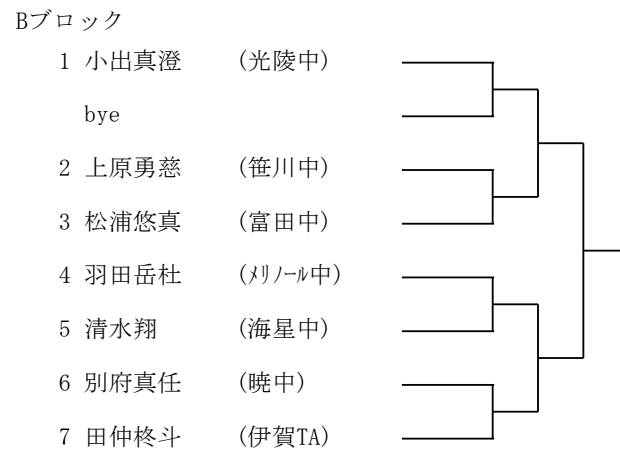 Bブロック
1 小出真澄 (光陵中)
bye
2 上原勇慈 (笹川中)
3 松浦悠真 (富田中)
4 羽田岳杜 (ﾒﾘﾉｰﾙ中)
5 清水翔 (海星中)
6 別府真任 (暁中)
7 田仲柊斗 (伊賀TA)